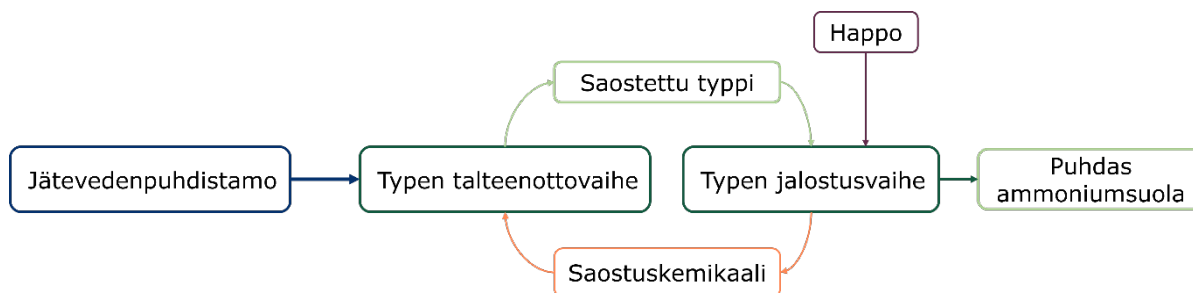 Happo
Saostettu typpi
Jätevedenpuhdistamo
Typen talteenottovaihe
Typen jalostusvaihe
Puhdas
ammoniumsuola
Saostuskemikaali